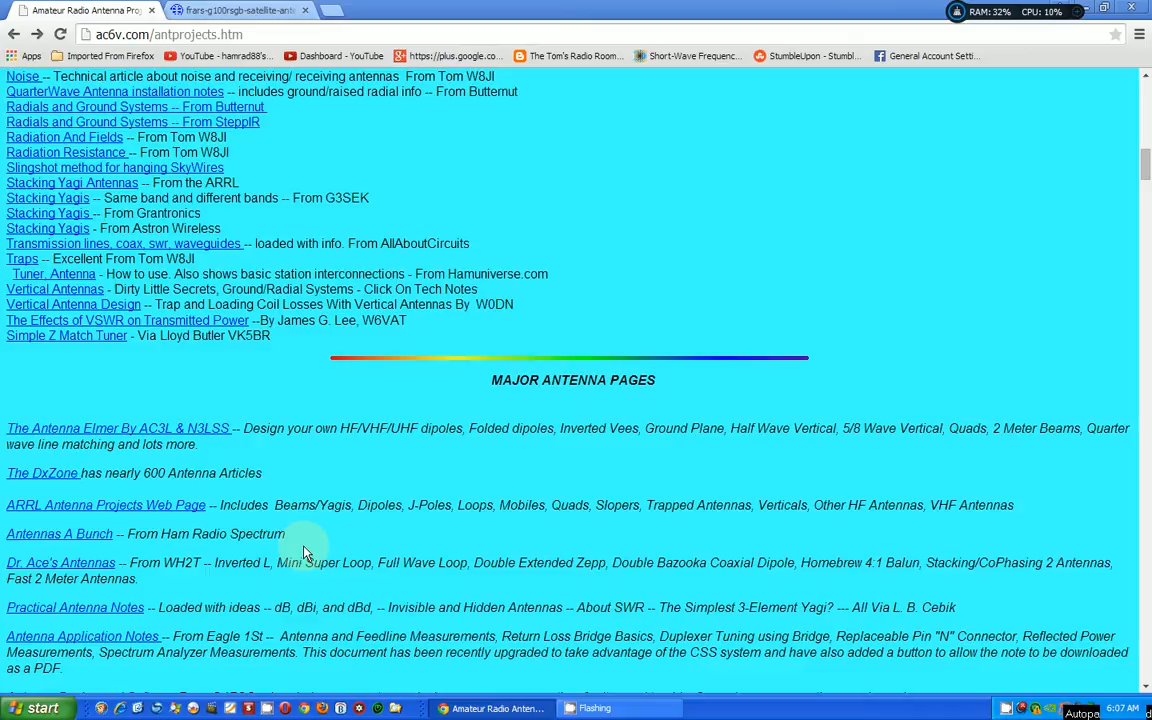 Amateur Radio Antenna Pro
frars-g100rsgb-satellite-ante
RAM: 32% CPU: 10%
ac6v.com/antprojects.htm
Apps Imported From Firefox YouTube - hamrad88's... Dashboard - YouTube https://plus.google.co... The Tom's Radio Room... Short-Wave Frequenc... StumbleUpon - Stumbl... General Account Setti...
Noise -- Technical article about noise and receiving/ receiving antennas From Tom W8JI
QuarterWave Antenna installation notes -- includes ground/raised radial info -- From Butternut
Radials and Ground Systems -- From Butternut
Radials and Ground Systems -- From SteppIR
Radiation And Fields -- From Tom W8JI
Radiation Resistance -- From Tom W8JI
Slingshot method for hanging SkyWires
Stacking Yagi Antennas -- From the ARRL
Stacking Yagis -- Same band and different bands -- From G3SEK
Stacking Yagis -- From Grantronics
Stacking Yagis - From Astron Wireless
Transmission lines, coax, swr, waveguides -- loaded with info. From AllAboutCircuits
Traps -- Excellent From Tom W8JI
Tuner, Antenna - How to use. Also shows basic station interconnections - From Hamuniverse.com
Vertical Antennas - Dirty Little Secrets, Ground/Radial Systems - Click On Tech Notes
Vertical Antenna Design -- Trap and Loading Coil Losses With Vertical Antennas By W0DN
The Effects of VSWR on Transmitted Power --By James G. Lee, W6VAT
Simple Z Match Tuner - Via Lloyd Butler VK5BR
MAJOR ANTENNA PAGES
The Antenna Elmer By AC3L & N3LSS -- Design your own HF/VHF/UHF dipoles, Folded dipoles, Inverted Vees, Ground Plane, Half Wave Vertical, 5/8 Wave Vertical, Quads, 2 Meter Beams, Quarter
wave line matching and lots more.
The DxZone has nearly 600 Antenna Articles
ARRL Antenna Projects Web Page -- Includes Beams/Yagis, Dipoles, J-Poles, Loops, Mobiles, Quads, Slopers, Trapped Antennas, Verticals, Other HF Antennas, VHF Antennas
Antennas A Bunch -- From Ham Radio Spectrum
Dr. Ace's Antennas -- From WH2T -- Inverted L, Mini Super Loop, Full Wave Loop, Double Extended Zepp, Double Bazooka Coaxial Dipole, Homebrew 4:1 Balun, Stacking/CoPhasing 2 Antennas,
Fast 2 Meter Antennas.
Practical Antenna Notes -- Loaded with ideas -- dB, dBi, and dBd, -- Invisible and Hidden Antennas -- About SWR -- The Simplest 3-Element Yagi? --- All Via L. B. Cebik
Antenna Application Notes -- From Eagle 1St -- Antenna and Feedline Measurements, Return Loss Bridge Basics, Duplexer Tuning using Bridge, Replaceable Pin "N" Connector, Reflected Power
Measurements, Spectrum Analyzer Measurements. This document has been recently upgraded to take advantage of the CSS system and have also added a button to allow the note to be downloaded
as a PDF.
start Amateur Radio Anten... Flashing 6:07 AM
Autopa